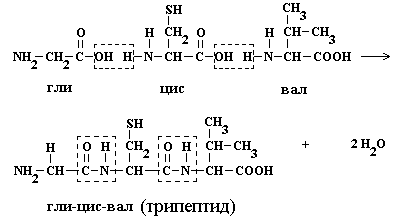 SH
CH3
O H CH2 O H CH–CH3
NH2–CH2–C–OH H–N–CH–C–OH H–N–CH–COOH
гли цис вал
SH
CH3
H O H CH2 O H CH–CH3
NH2–CH–C–N–CH–C–N–CH–COOH + 2 H2O
гли-цис-вал (трипептид)